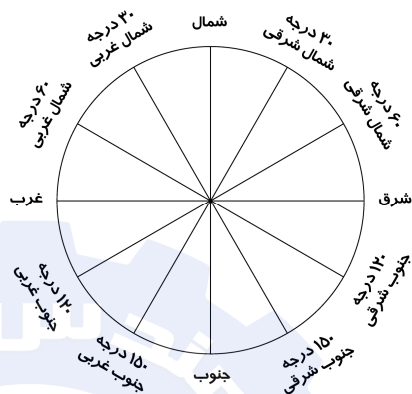 شمال
۳۰ درجه
شمال شرقی
۶۰ درجه
شمال شرقی
شرق
۱۲۰ درجه
جنوب شرقی
۱۵۰ درجه
جنوب شرقی
جنوب
۱۵۰ درجه
جنوب غربی
۱۲۰ درجه
جنوب غربی
غرب
۶۰ درجه
شمال غربی
۳۰ درجه
شمال غربی